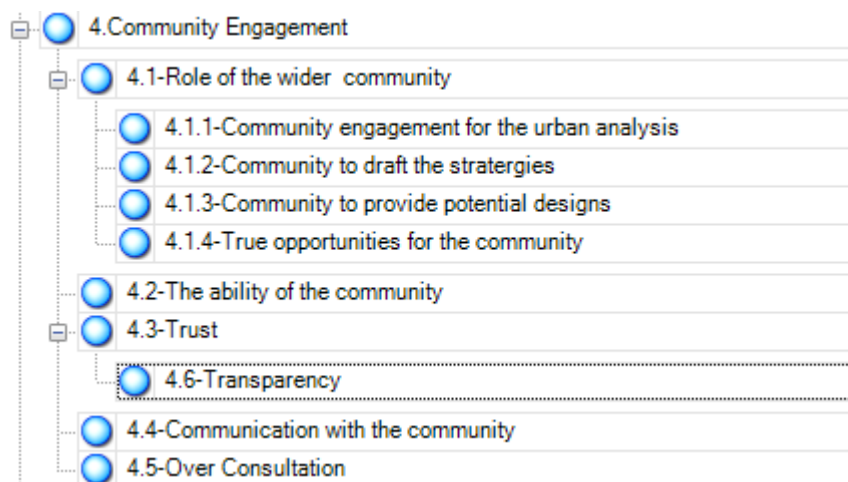 4.Community Engagement
4.1-Role of the wider  community
4.1.1-Community engagement for the urban analysis
4.1.2-Community to draft the stratergies
4.1.3-Community to provide potential designs
4.1.4-True opportunities for the community
4.2-The ability of the community
4.3-Trust
4.6-Transparency
4.4-Communication with the community
4.5-Over Consultation